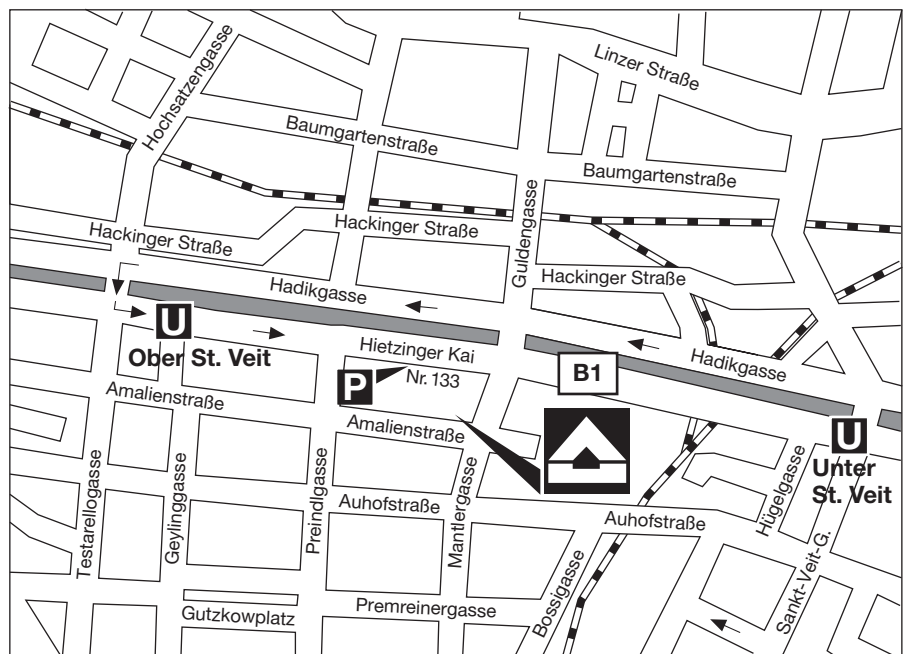 Linzer Straße
Hochsatzengasse
Baumgartenstraße
Baumgartenstraße
Guldengasse
Hackinger Straße
Hackinger Straße
Hackinger Straße
Hadikgasse
U
Ober St. Veit
Hietzinger Kai
Nr. 133
P
B1
Hadikgasse
Amalienstraße
Amalienstraße
U
Unter
St. Veit
Testarellogasse
Geylinggasse
Preindlgasse
Mantlergasse
Hügelgasse
Auhofstraße
Auhofstraße
Sankt-Veit-G.
Bossigasse
Gutzkowplatz
Premreinergasse